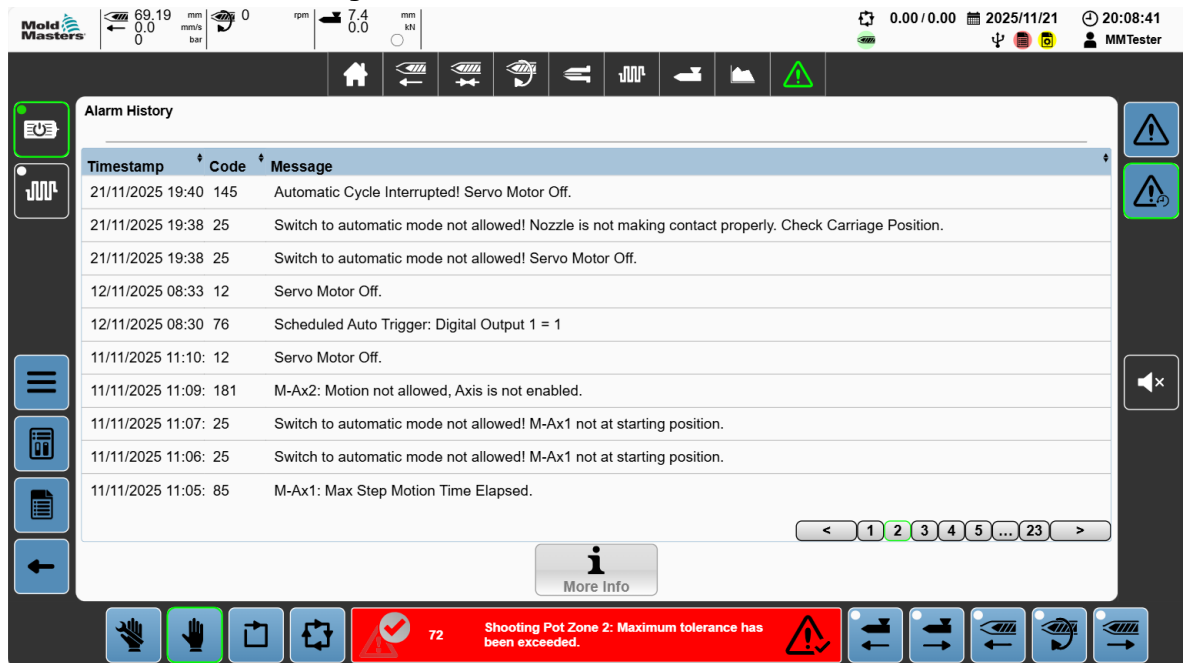 Mold
Masters
69.19 mm
0.0 mm/s
0 bar
0 rpm
7.4 mm
0.0 kN
0.00 / 0.00
2025/11/21
20:08:41
MMTester
Alarm History
Timestamp Code Message
21/11/2025 19:40 145 Automatic Cycle Interrupted! Servo Motor Off.
21/11/2025 19:38 25 Switch to automatic mode not allowed! Nozzle is not making contact properly. Check Carriage Position.
21/11/2025 19:38 25 Switch to automatic mode not allowed! Servo Motor Off.
12/11/2025 08:33 12 Servo Motor Off.
12/11/2025 08:30 76 Scheduled Auto Trigger: Digital Output 1 = 1
11/11/2025 11:10: 12 Servo Motor Off.
11/11/2025 11:09: 181 M-Ax2: Motion not allowed, Axis is not enabled.
11/11/2025 11:07: 25 Switch to automatic mode not allowed! M-Ax1 not at starting position.
11/11/2025 11:06: 25 Switch to automatic mode not allowed! M-Ax1 not at starting position.
11/11/2025 11:05: 85 M-Ax1: Max Step Motion Time Elapsed.
< 1 2 3 4 5 ... 23 >
More Info
72 Shooting Pot Zone 2: Maximum tolerance has
been exceeded.